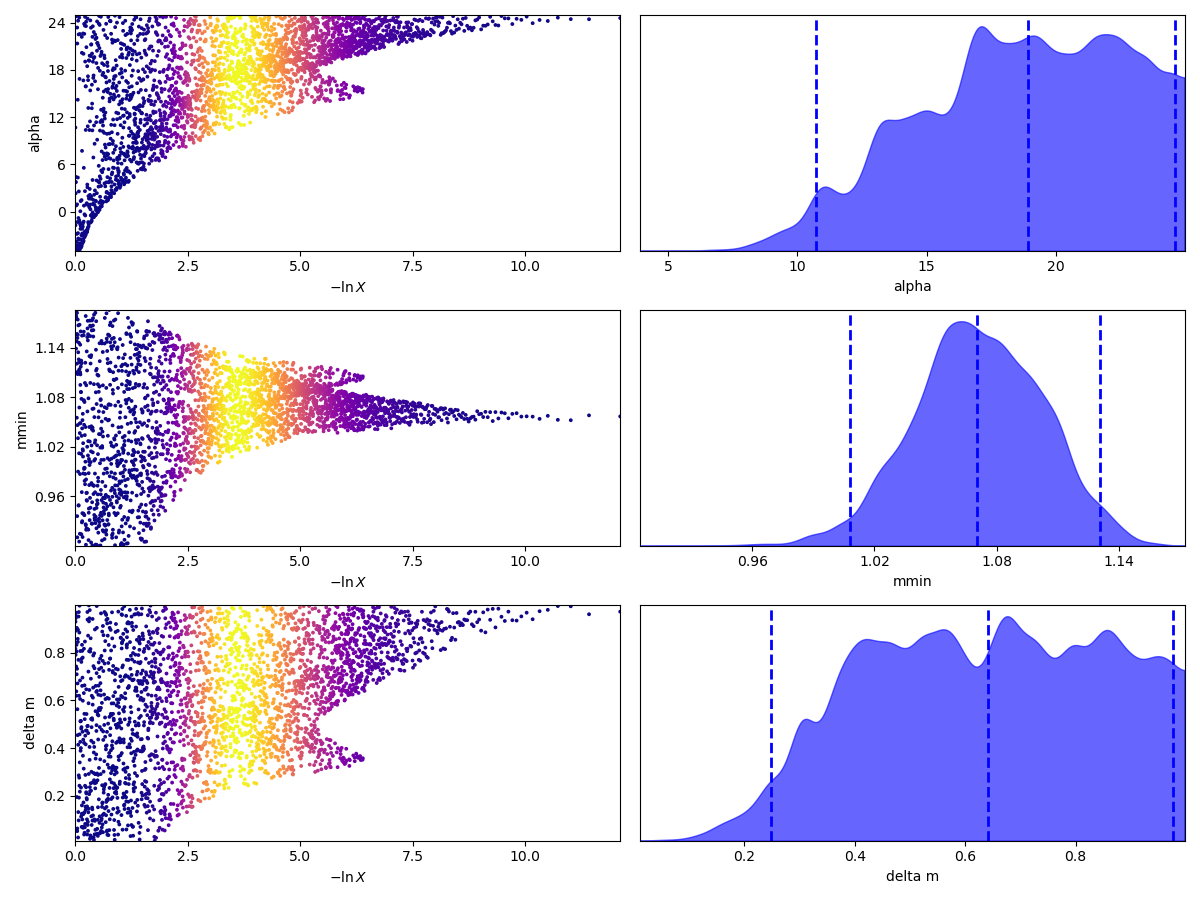 24
18
12
6
0
alpha
0.0 2.5 5.0 7.5 10.0
−ln X
5 10 15 20
alpha
1.14
1.08
1.02
0.96
mmin
0.0 2.5 5.0 7.5 10.0
−ln X
0.96 1.02 1.08 1.14
mmin
0.8
0.6
0.4
0.2
delta m
0.0 2.5 5.0 7.5 10.0
−ln X
0.2 0.4 0.6 0.8
delta m